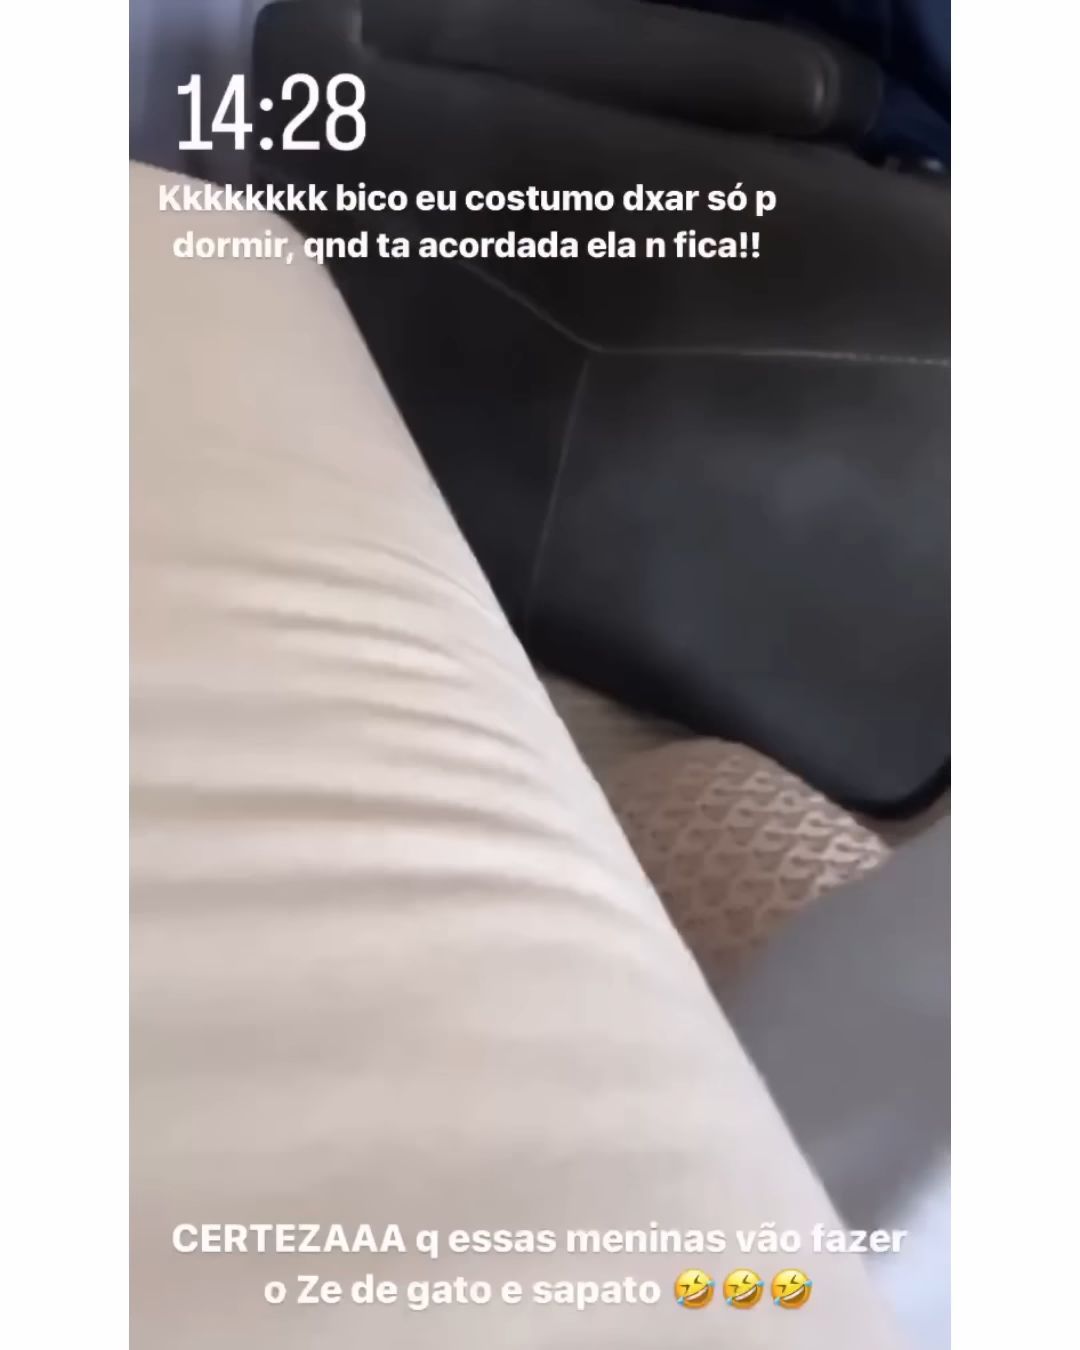 14:28
Kkkkkkkk bico eu costumo dxar só p
dormir, qnd ta acordada ela n fica!!
CERTEZAAA q essas meninas vão fazer
o Ze de gato e sapato 🤣🤣🤣